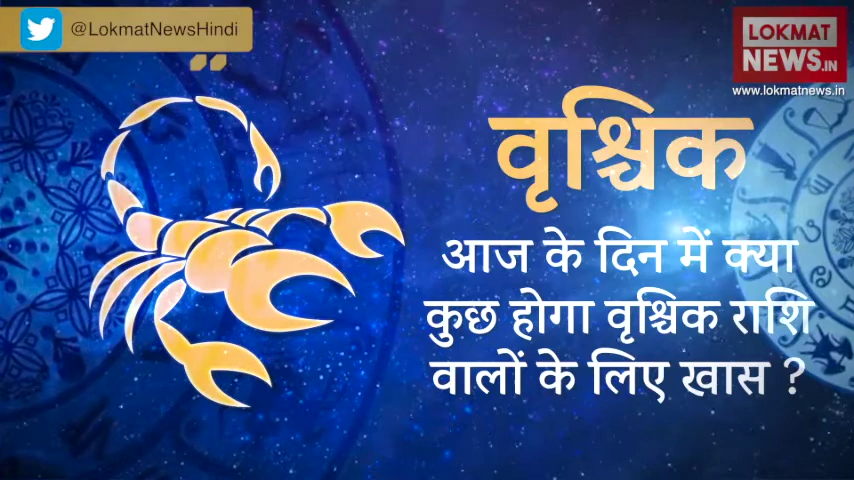 @LokmatNewsHindi
LOKMAT
NEWS.IN
www.lokmatnews.in
वृश्चिक
आज के दिन में क्या
कुछ होगा वृश्चिक राशि
वालों के लिए खास ?